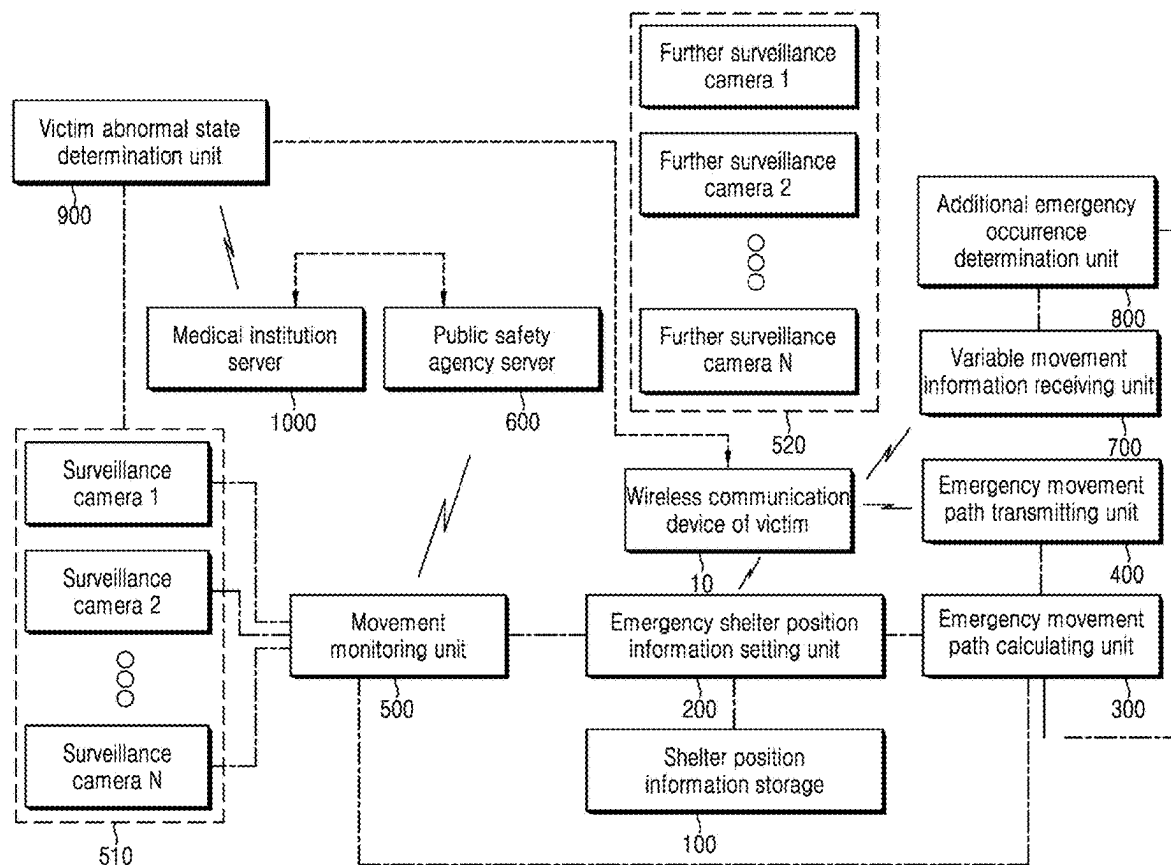 Further surveillance
camera 1
Victim abnormal state
determination unit
900
Further surveillance
camera 2
Additional emergency
occurrence
determination unit
800
Medical institution
server
1000
Public safety
agency server
600
Further surveillance
camera N
520
Variable movement
information receiving unit
700
Surveillance
camera 1
Wireless communication
device of victim
10
Emergency movement
path transmitting unit
400
Surveillance
camera 2
Movement
monitoring unit
500
Emergency shelter position
information setting unit
200
Emergency movement
path calculating unit
300
Surveillance
camera N
510
Shelter position
information storage
100